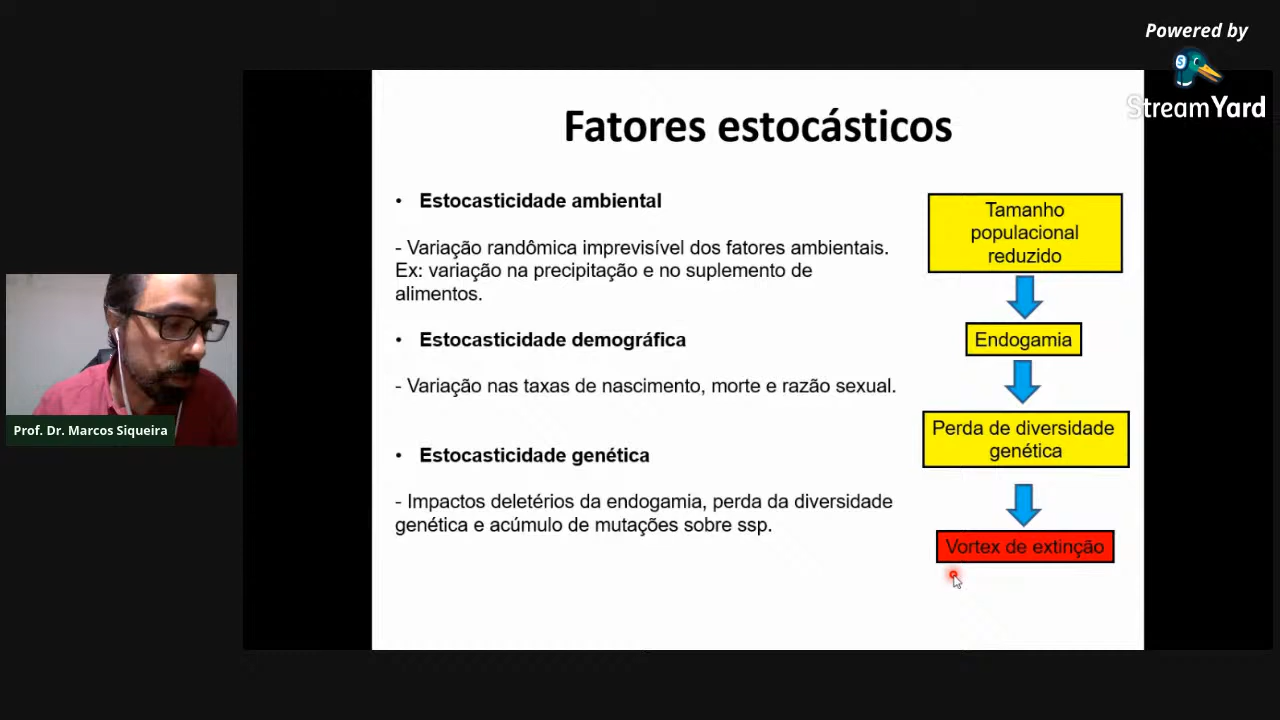 Powered by
StreamYard
Fatores estocásticos
• Estocasticidade ambiental
- Variação randômica imprevisível dos fatores ambientais.
Ex: variação na precipitação e no suplemento de
alimentos.
• Estocasticidade demográfica
- Variação nas taxas de nascimento, morte e razão sexual.
• Estocasticidade genética
- Impactos deletérios da endogamia, perda da diversidade
genética e acúmulo de mutações sobre ssp.
Tamanho
populacional
reduzido
Endogamia
Perda de diversidade
genética
Vortex de extinção
Prof. Dr. Marcos Siqueira